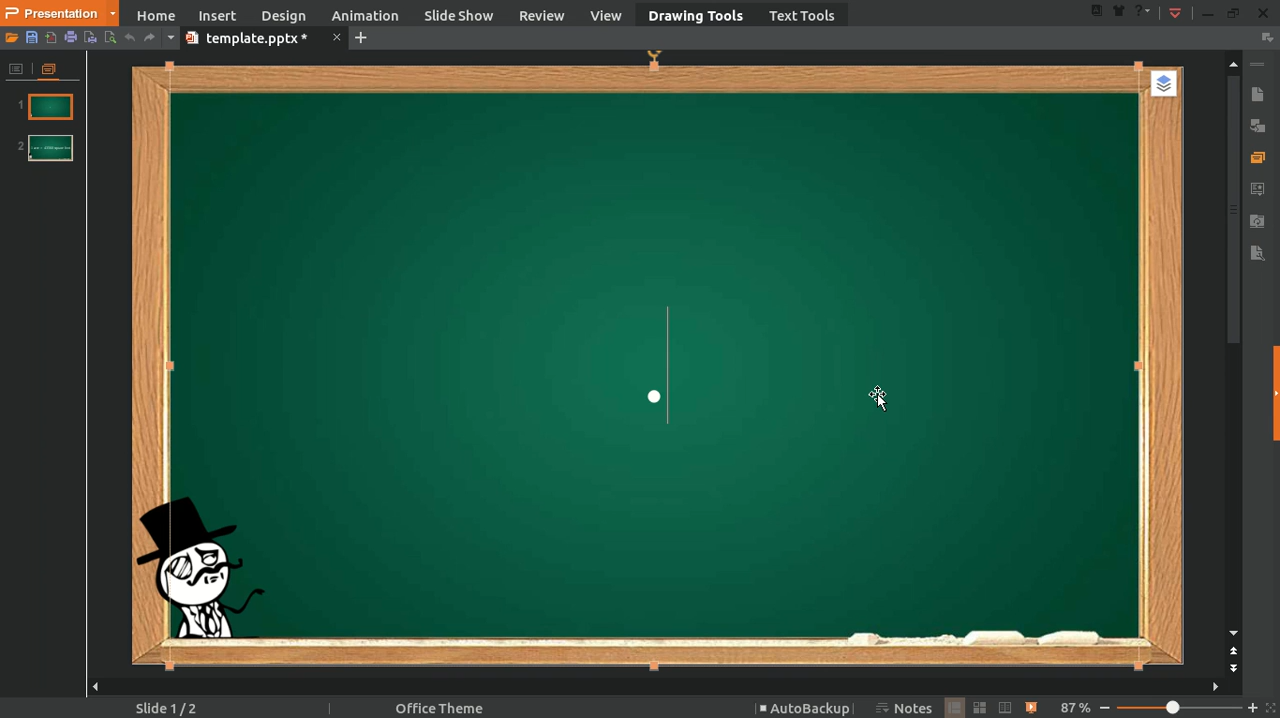 Presentation
Home Insert Design Animation Slide Show Review View Drawing Tools Text Tools
template.pptx *
1
2
.
Slide 1 / 2 Office Theme AutoBackup Notes 87 %